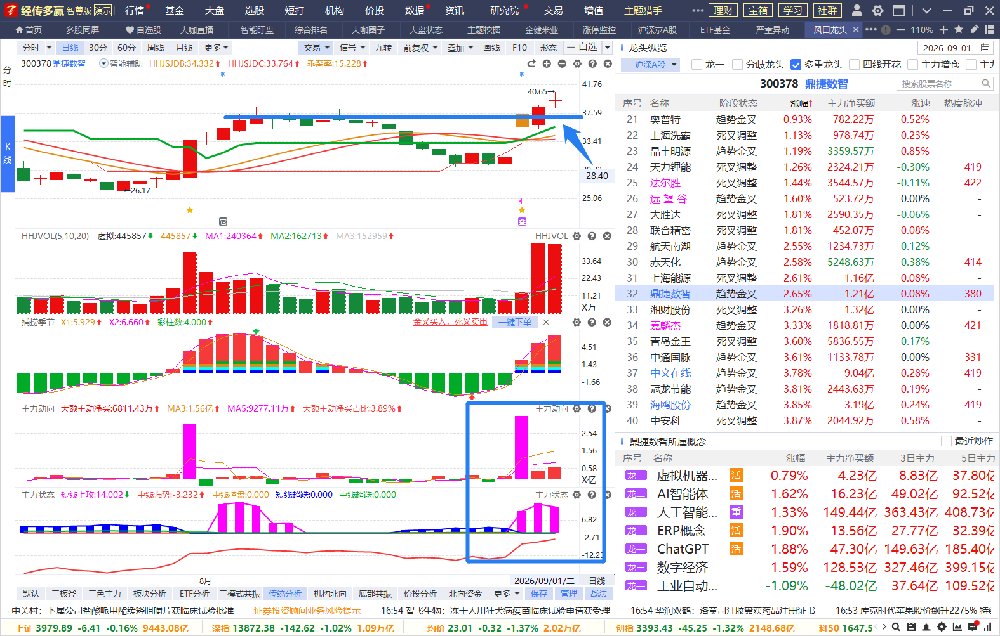 经传多赢 智尊版 演示 行情 基金 大盘 选股 短打 机构 价投 数据 资讯 研究院 交易 增值 主题猎手 理财 宝箱 学习 社群
首页 多股同屏 自选股 大咖直播 智能盯盘 综合排名 大咖圈子 大盘状态 主题挖掘 金健米业 涨停监控 沪深京A股 ETF基金 严重异动 风口龙头 110%
分时 日线 30分 60分 周线 月线 更多 交易 信号 九转 前复权 叠加 画线 F10 形态 自选
分时
K线
300378 鼎捷数智 智能辅助 HHJSJDB:34.332 HHJSJDC:33.764 乖离率:15.228
41.76
40.65
37.59
33.41
28.40
26.17
25.06
HHJVOL(5,10,20) 虚拟:445857 445857 MA1:240364 MA2:162713 MA3:152959 HHJVOL
33.64
22.43
11.21
X万
捕捞季节 X1:5.929 X2:6.660 彩柱数:4.000 金叉买入，死叉卖出 一键下单
4.51
1.43
-1.66
主力动向 大额主动净买:6811.43万 MA3:1.56亿 MA5:9277.11万 大额主动净买占比:3.89% 主力动向
2.54
1.56
0.58
X亿
主力状态 短线上攻:14.002 中线强势:-3.232 中线控盘:0.000 短线超跌:0.000 中线超跌:0.000 主力状态
6.82
-2.71
-12.23
8月 2026/09/01/二 日线
默认 三板斧 三色主力 板块分析 ETF分析 三模式共振 传统分析 机构北向 底部共振 价投分析 北向资金 更多 保存 管理 战法
龙头纵览 2026-09-01
沪深A股 龙一 分歧龙头 多重龙头 四线开花 主力增仓 主力
300378 鼎捷数智 搜索股票名称
序号 名称 阶段状态 涨幅↑ 主力净买额 涨速 热度脉冲
21 奥普特 趋势金叉 0.93% 782.22万 0.52% -
22 上海洗霸 死叉调整 1.13% 978.74万 0.23% -
23 晶丰明源 趋势金叉 1.19% -3359.57万 0.85% -
24 天力锂能 死叉调整 1.26% 2324.21万 -0.30% 419
25 法尔胜 死叉调整 1.44% 3544.57万 -0.11% 422
26 远 望 谷 趋势金叉 1.60% 523.72万 0.00% -
27 大胜达 死叉调整 1.81% 2590.35万 -0.06% -
28 联合精密 死叉调整 1.81% 452.07万 0.08% -
29 航天南湖 趋势金叉 2.55% 1234.73万 -0.12% -
30 赤天化 趋势金叉 2.58% -5248.63万 -0.38% 414
31 上海能源 死叉调整 2.61% 1.16亿 0.08% -
32 鼎捷数智 趋势金叉 2.65% 1.21亿 0.08% 380
33 湘财股份 死叉调整 3.26% 1.32亿 0.00% -
34 嘉麟杰 趋势金叉 3.33% 1818.81万 0.00% 421
35 青岛金王 死叉调整 3.60% 5836.55万 -0.17% -
36 中通国脉 趋势金叉 3.61% 1133.78万 0.00% 331
37 中文在线 趋势金叉 3.78% 9.04亿 0.28% 419
38 冠龙节能 趋势金叉 3.81% 2443.63万 0.19% -
39 海鸥股份 趋势金叉 3.85% 3.19亿 0.24% 419
40 中安科 死叉调整 3.87% 2044.92万 0.58% -
鼎捷数智所属概念 最近炒作
序号 名称 涨幅 主力净买额 3日主力 5日主力
龙一 虚拟机器... 活 0.79% 4.23亿 8.83亿 37.80亿
龙二 AI智能体 活 1.62% 16.23亿 49.02亿 92.52亿
龙三 人工智能... 重 1.33% 149.44亿 363.43亿 408.73亿
龙一 ERP概念 活 1.90% 13.56亿 27.77亿 32.39亿
龙一 ChatGPT 活 1.88% 47.30亿 149.63亿 185.40亿
龙三 数字经济 1.59% 128.53亿 327.46亿 399.15亿
龙一 工业自动... -1.09% -48.02亿 37.64亿 109.52亿
中关村：下属公司盐酸哌甲酯缓释咀嚼片获临床试验批准 证券投资顾问业务风险提示 16:54 智飞生物：冻干人用狂犬病疫苗临床试验申请获受理 16:54 华润双鹤：洛莫司汀胶囊获药品注册证书 16:53 库克时代苹果股价飙升2275%
上证 3979.89 -6.41 -0.16% 9443.08亿 深指 13872.38 -142.62 -1.02% 1.09万亿 均价 23.01 -0.32 -1.37% 2.02万亿 创指 3393.43 -45.25 -1.32% 2148.68亿 科50 1647.5